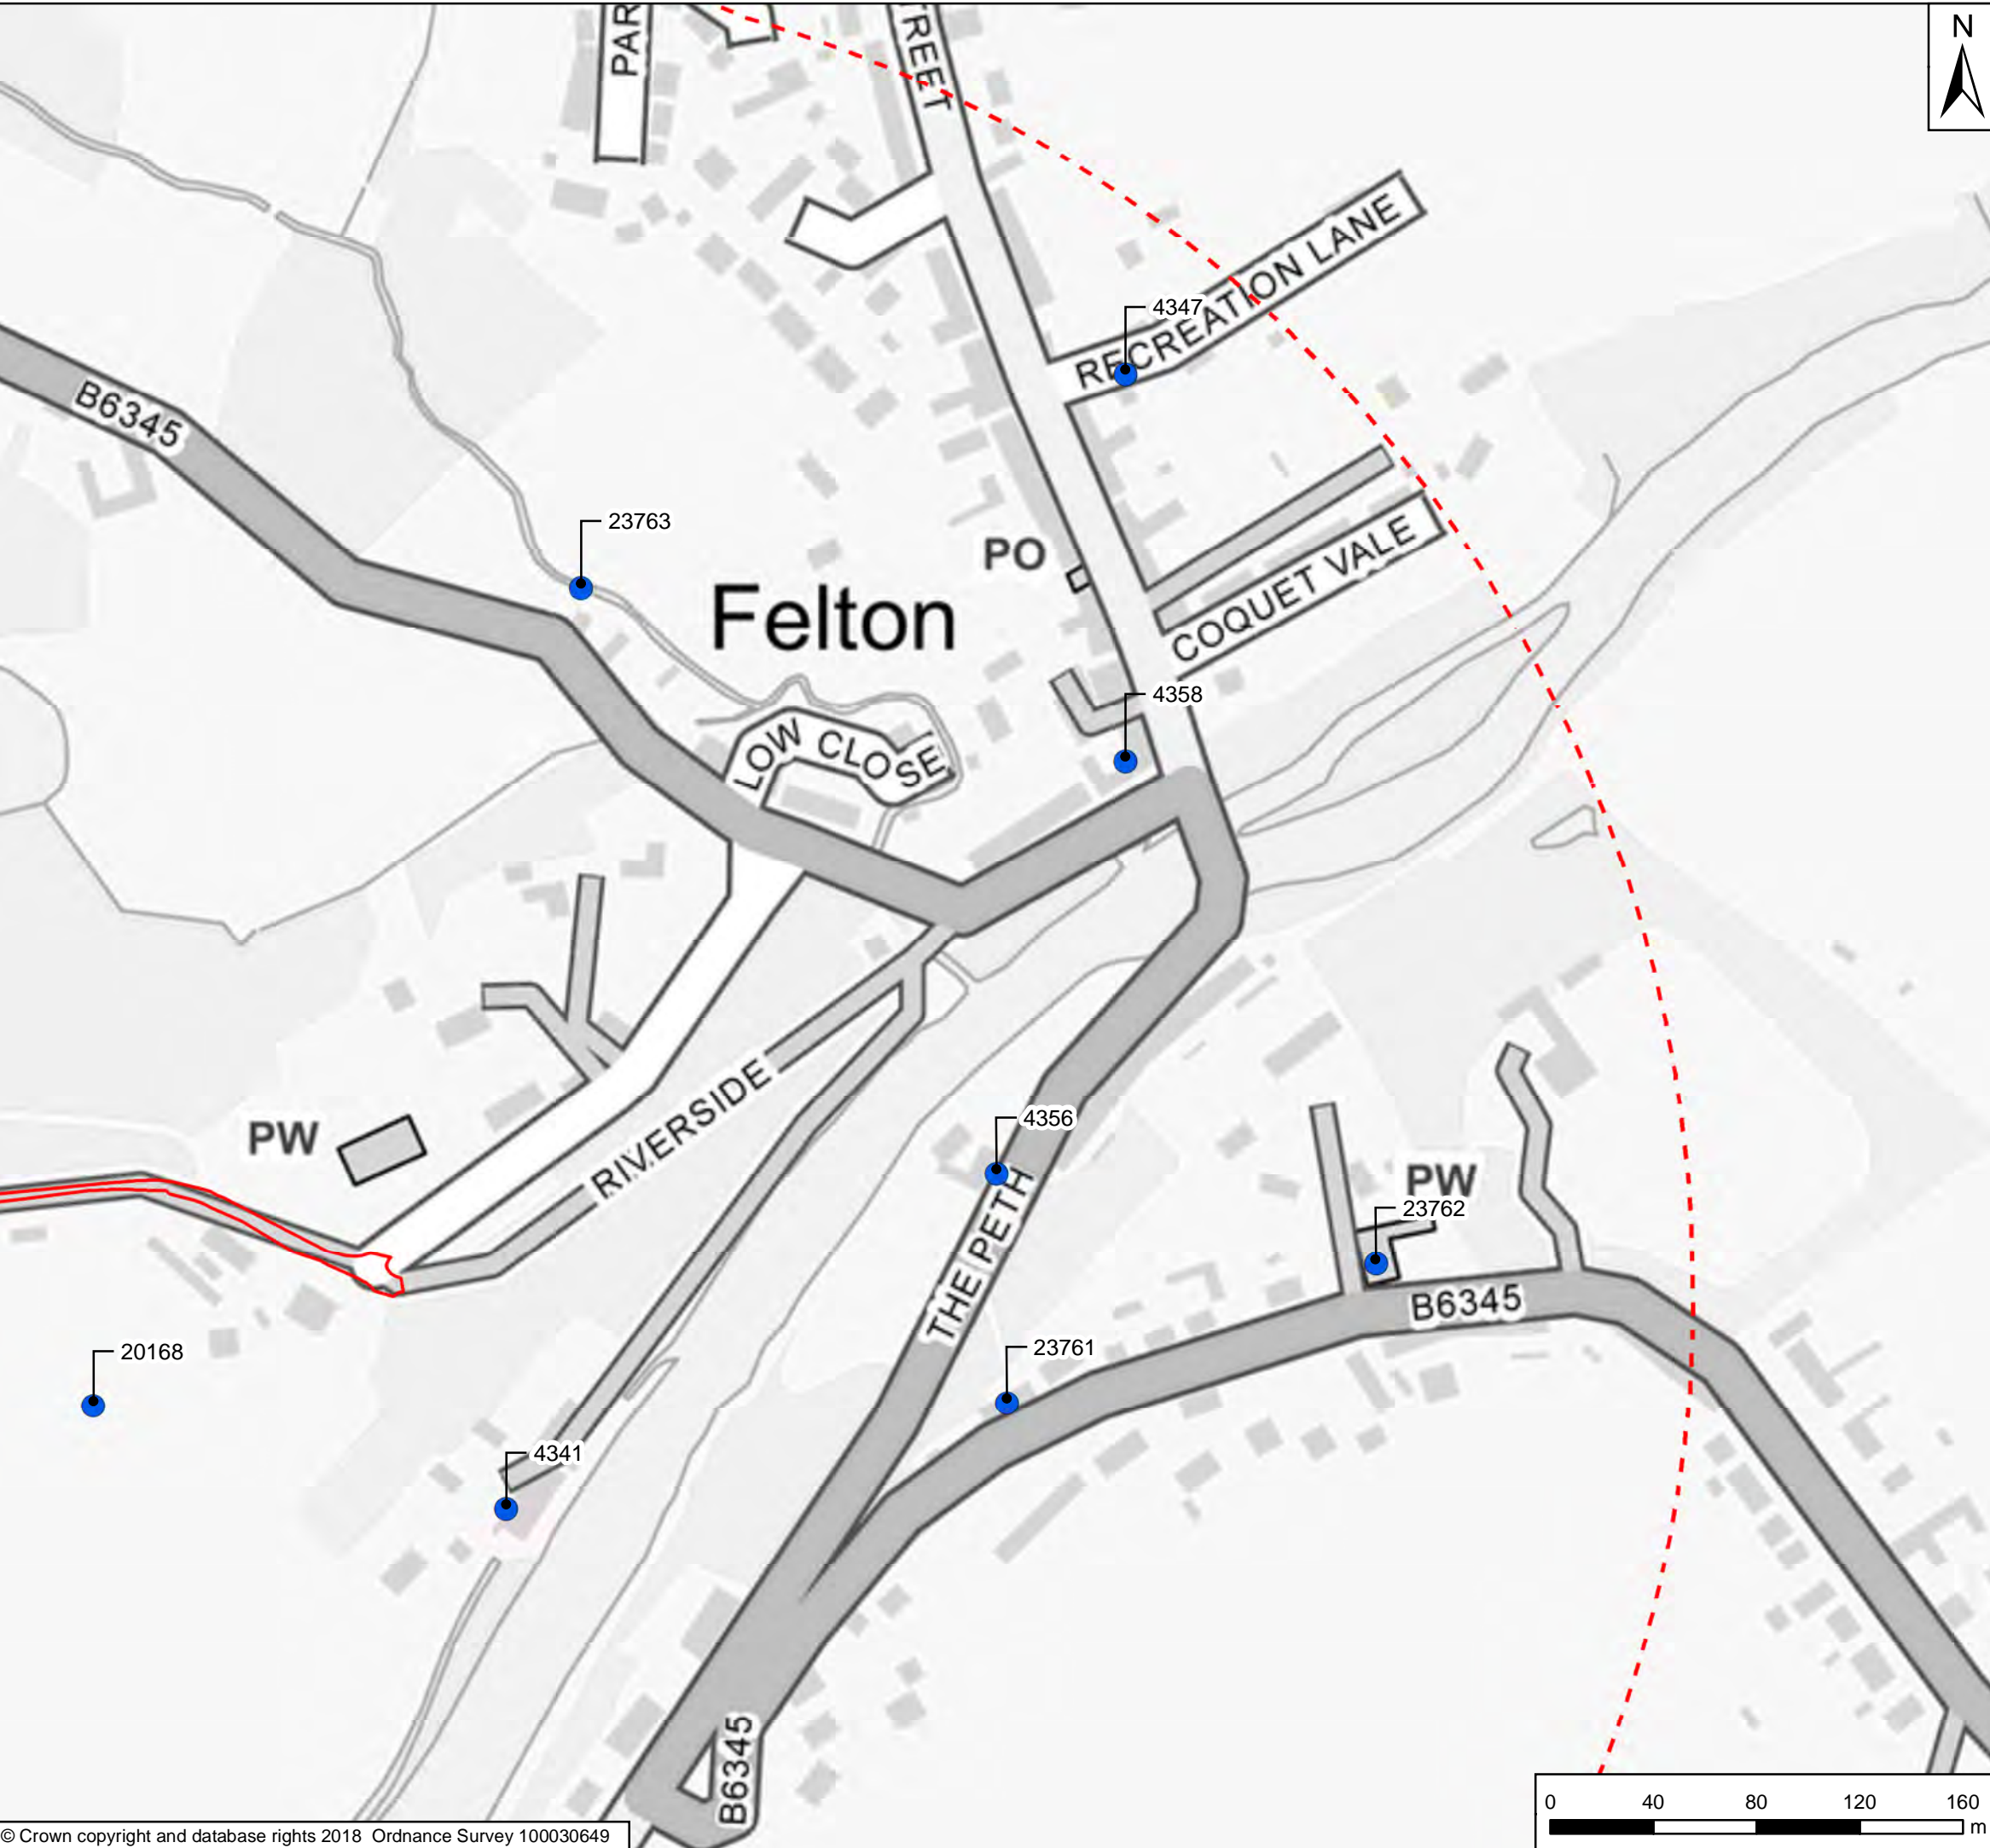 N
PAR
TREET
RECREATION LANE
4347
B6345
23763
PO
Felton
COQUET VALE
4358
LOW CLOSE
RIVERSIDE
PW
4356
PW
23762
THE PETH
B6345
23761
20168
4341
B6345
0 40 80 120 160
m
© Crown copyright and database rights 2018 Ordnance Survey 100030649